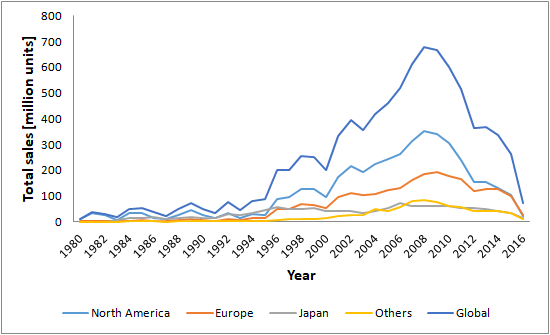 800
700
600
500
400
300
200
100
0
Total sales [million units]
1980 1982 1984 1986 1988 1990 1992 1994 1996 1998 2000 2002 2004 2006 2008 2010 2012 2014 2016
Year
North America Europe Japan Others Global